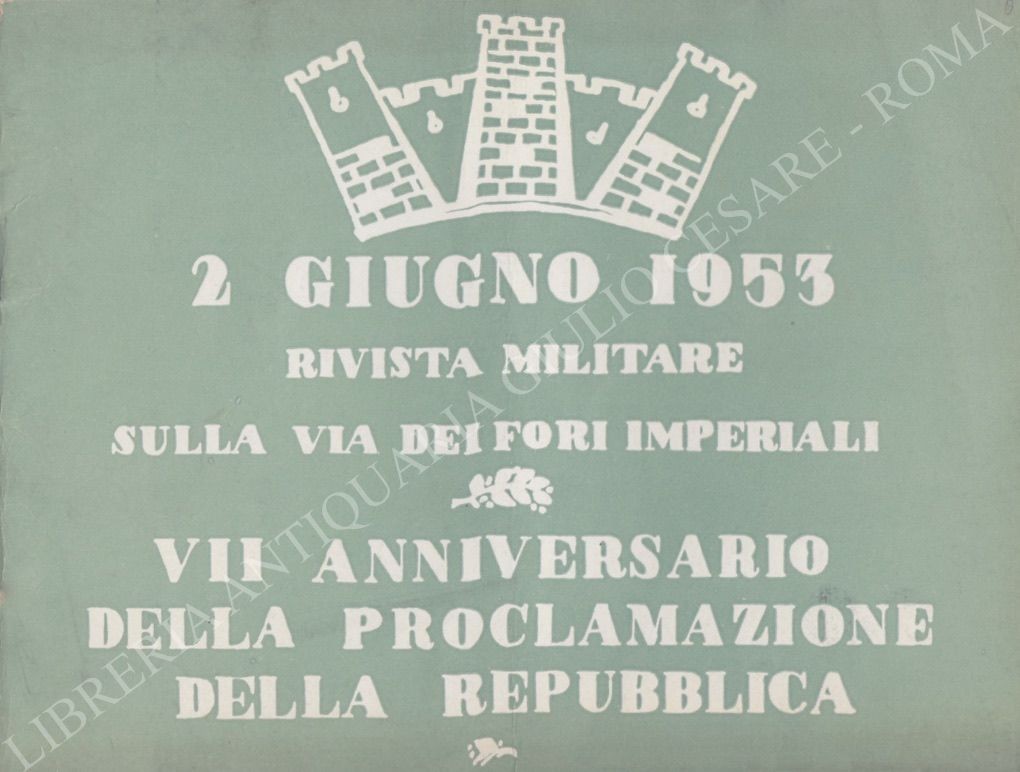 2 GIUGNO 1953
RIVISTA MILITARE
SULLA VIA DEI FORI IMPERIALI
VII ANNIVERSARIO
DELLA PROCLAMAZIONE
DELLA REPUBBLICA
LIBRERIA ANTIQUARIA GIULIO CESARE - ROMA